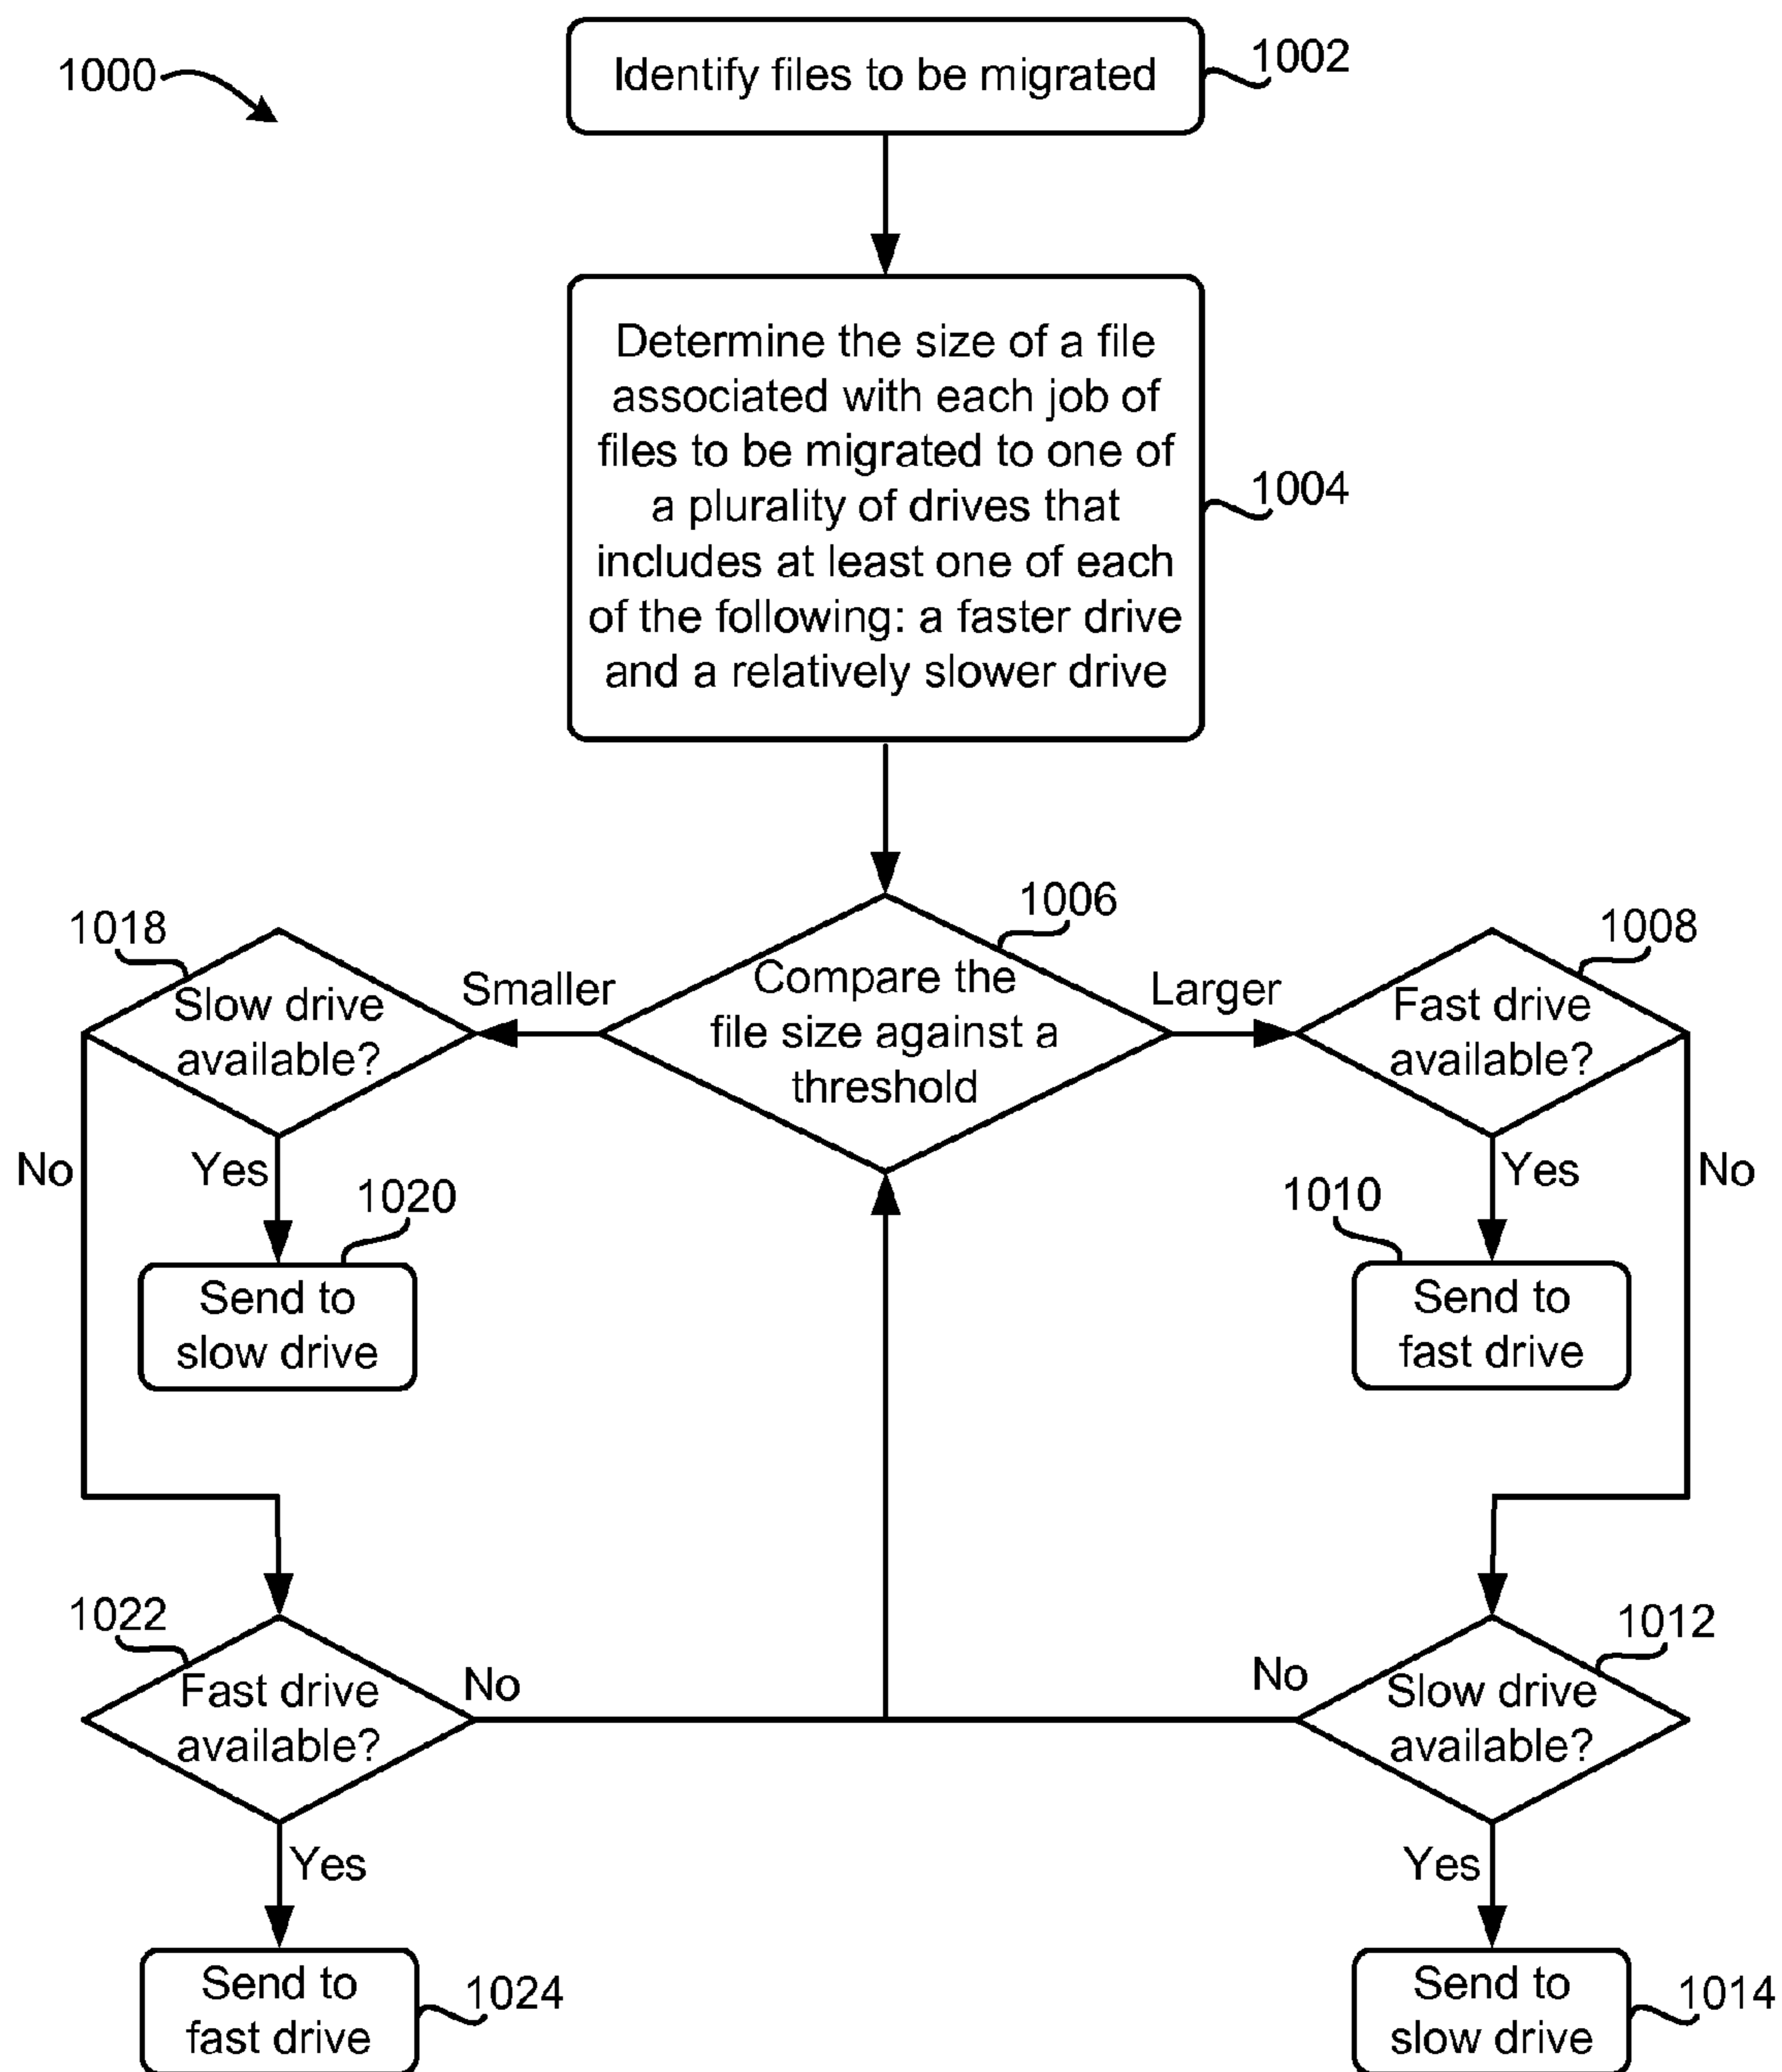 1000
Identify files to be migrated
1002
Determine the size of a file
associated with each job of
files to be migrated to one of
a plurality of drives that
includes at least one of each
of the following: a faster drive
and a relatively slower drive
1004
1006
Compare the
file size against a
threshold
Smaller
Larger
1018
Slow drive
available?
No
Yes
1020
Send to
slow drive
1008
Fast drive
available?
Yes
No
1010
Send to
fast drive
1022
Fast drive
available?
No
Yes
Send to
fast drive
1024
1012
Slow drive
available?
No
Yes
Send to
slow drive
1014